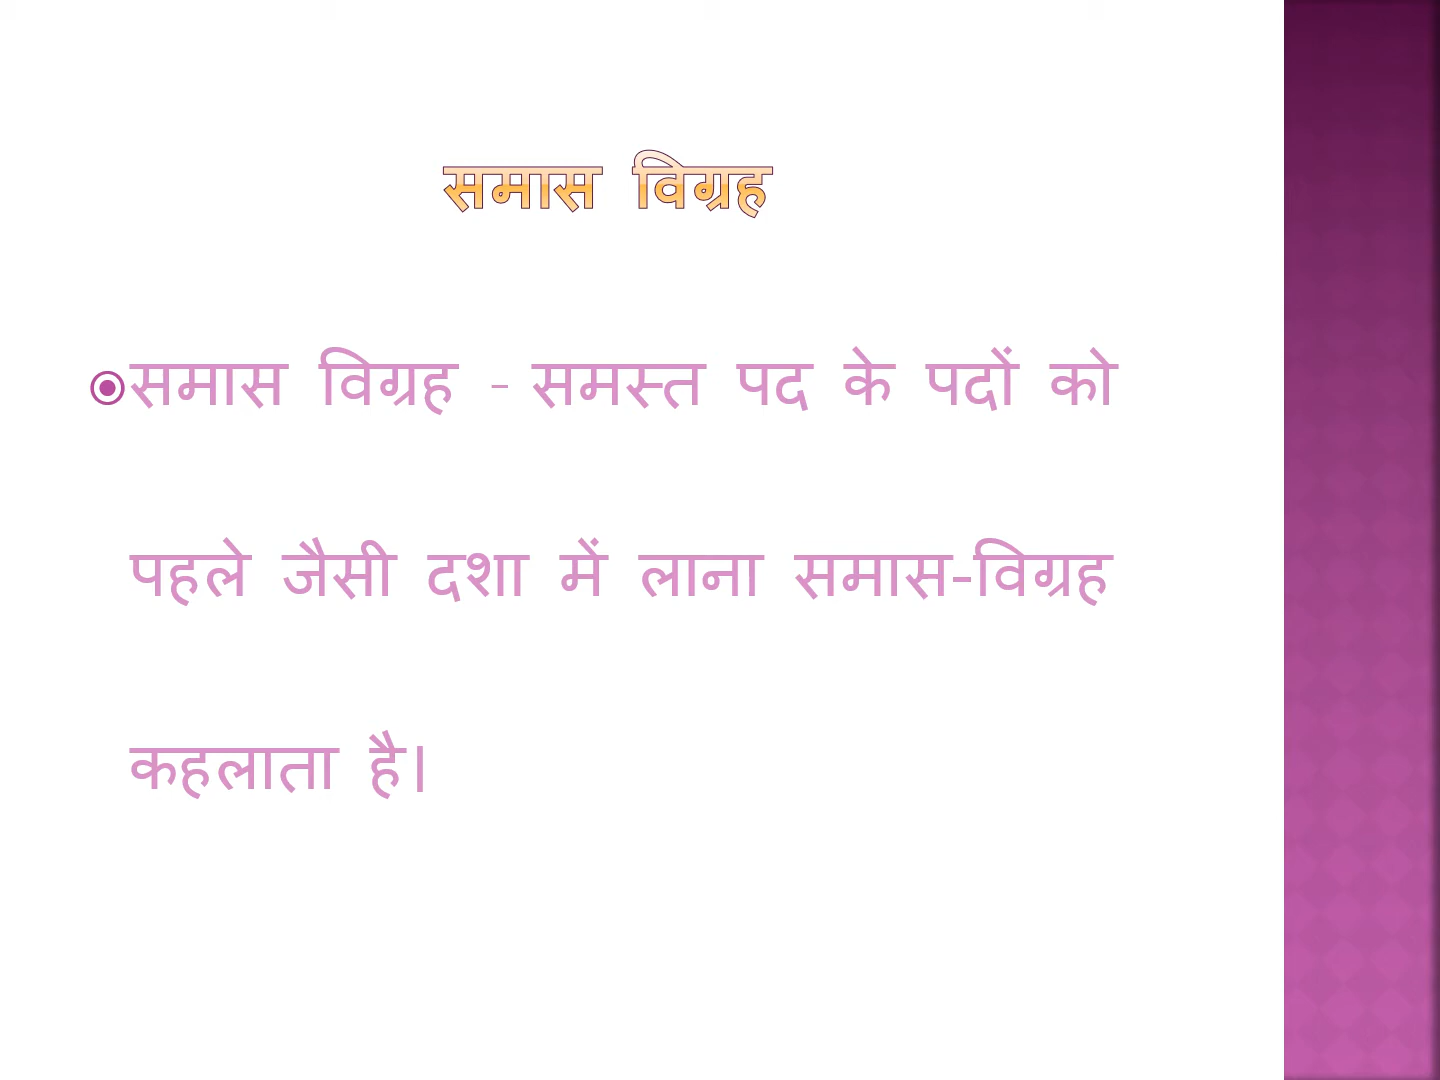 समास विग्रह
समास विग्रह - समस्त पद के पदों को
पहले जैसी दशा में लाना समास-विग्रह
कहलाता है।